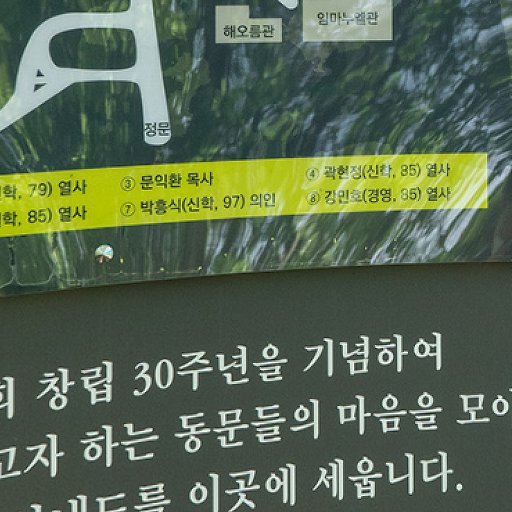 해오름관
임마누엘관
정문
학, 79) 열사 ③ 문익환 목사 ④ 곽현정(신학, 85) 열사
학, 85) 열사 ⑦ 박흥식(신학, 97) 의인 ⑧ 김민호(경영, 85) 열사
회 창립 30주년을 기념하여
고자 하는 동문들의 마음을 모아
이곳에 세웁니다.